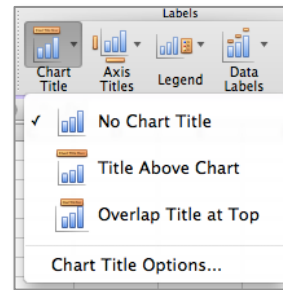 Labels
Chart Title
Axis Titles
Legend
Data Labels
✓ No Chart Title
Title Above Chart
Overlap Title at Top
Chart Title Options...